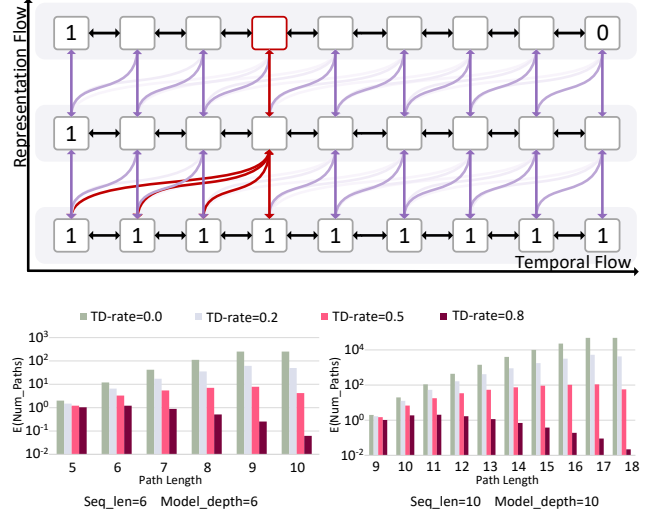 Representation Flow
1 0
1
1 1 1 1 1 1 1 1 1
Temporal Flow
TD-rate=0.0 TD-rate=0.2 TD-rate=0.5 TD-rate=0.8
E(Num_Paths)
10³
10²
10¹
10⁰
10⁻¹
10⁻²
5 6 7 8 9 10
Path Length
Seq_len=6 Model_depth=6
E(Num_Paths)
10⁴
10²
10⁰
10⁻²
9 10 11 12 13 14 15 16 17 18
Path Length
Seq_len=10 Model_depth=10